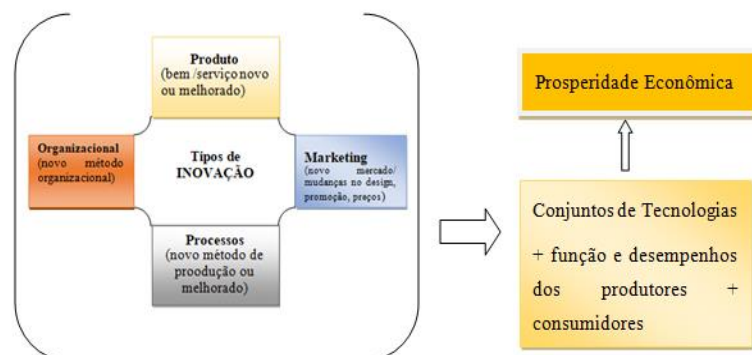 Produto
(bem /serviço novo
ou melhorado)
Organizacional
(novo método
organizacional)
Tipos de
INOVAÇÃO
Marketing
(novo mercado/
mudanças no design,
promoção, preços)
Processos
(novo método de
proodução ou
melhorado)
Prosperidade Econômica
Conjuntos de Tecnologias
+ função e desempenhos
dos produtores +
consumidores